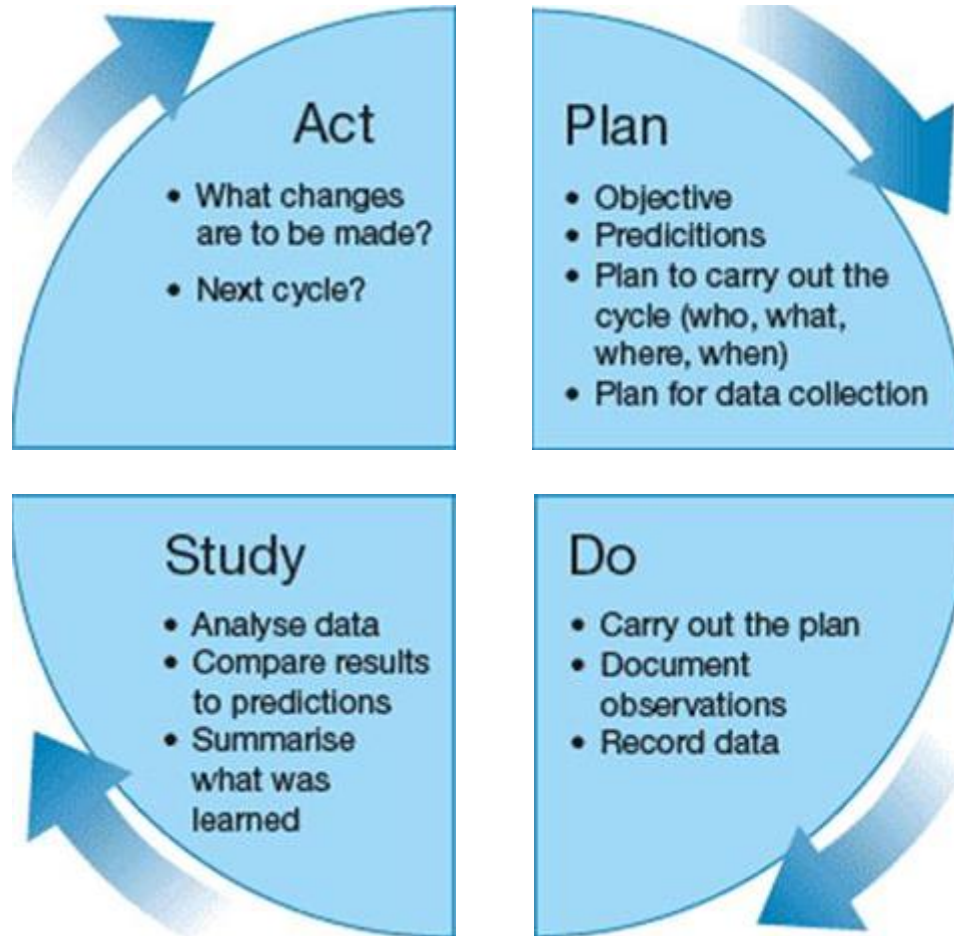 Act
• What changes
are to be made?
• Next cycle?
Plan
• Objective
• Predicitions
• Plan to carry out the
cycle (who, what,
where, when)
• Plan for data collection
Study
• Analyse data
• Compare results
to predictions
• Summarise
what was
learned
Do
• Carry out the plan
• Document
observations
• Record data